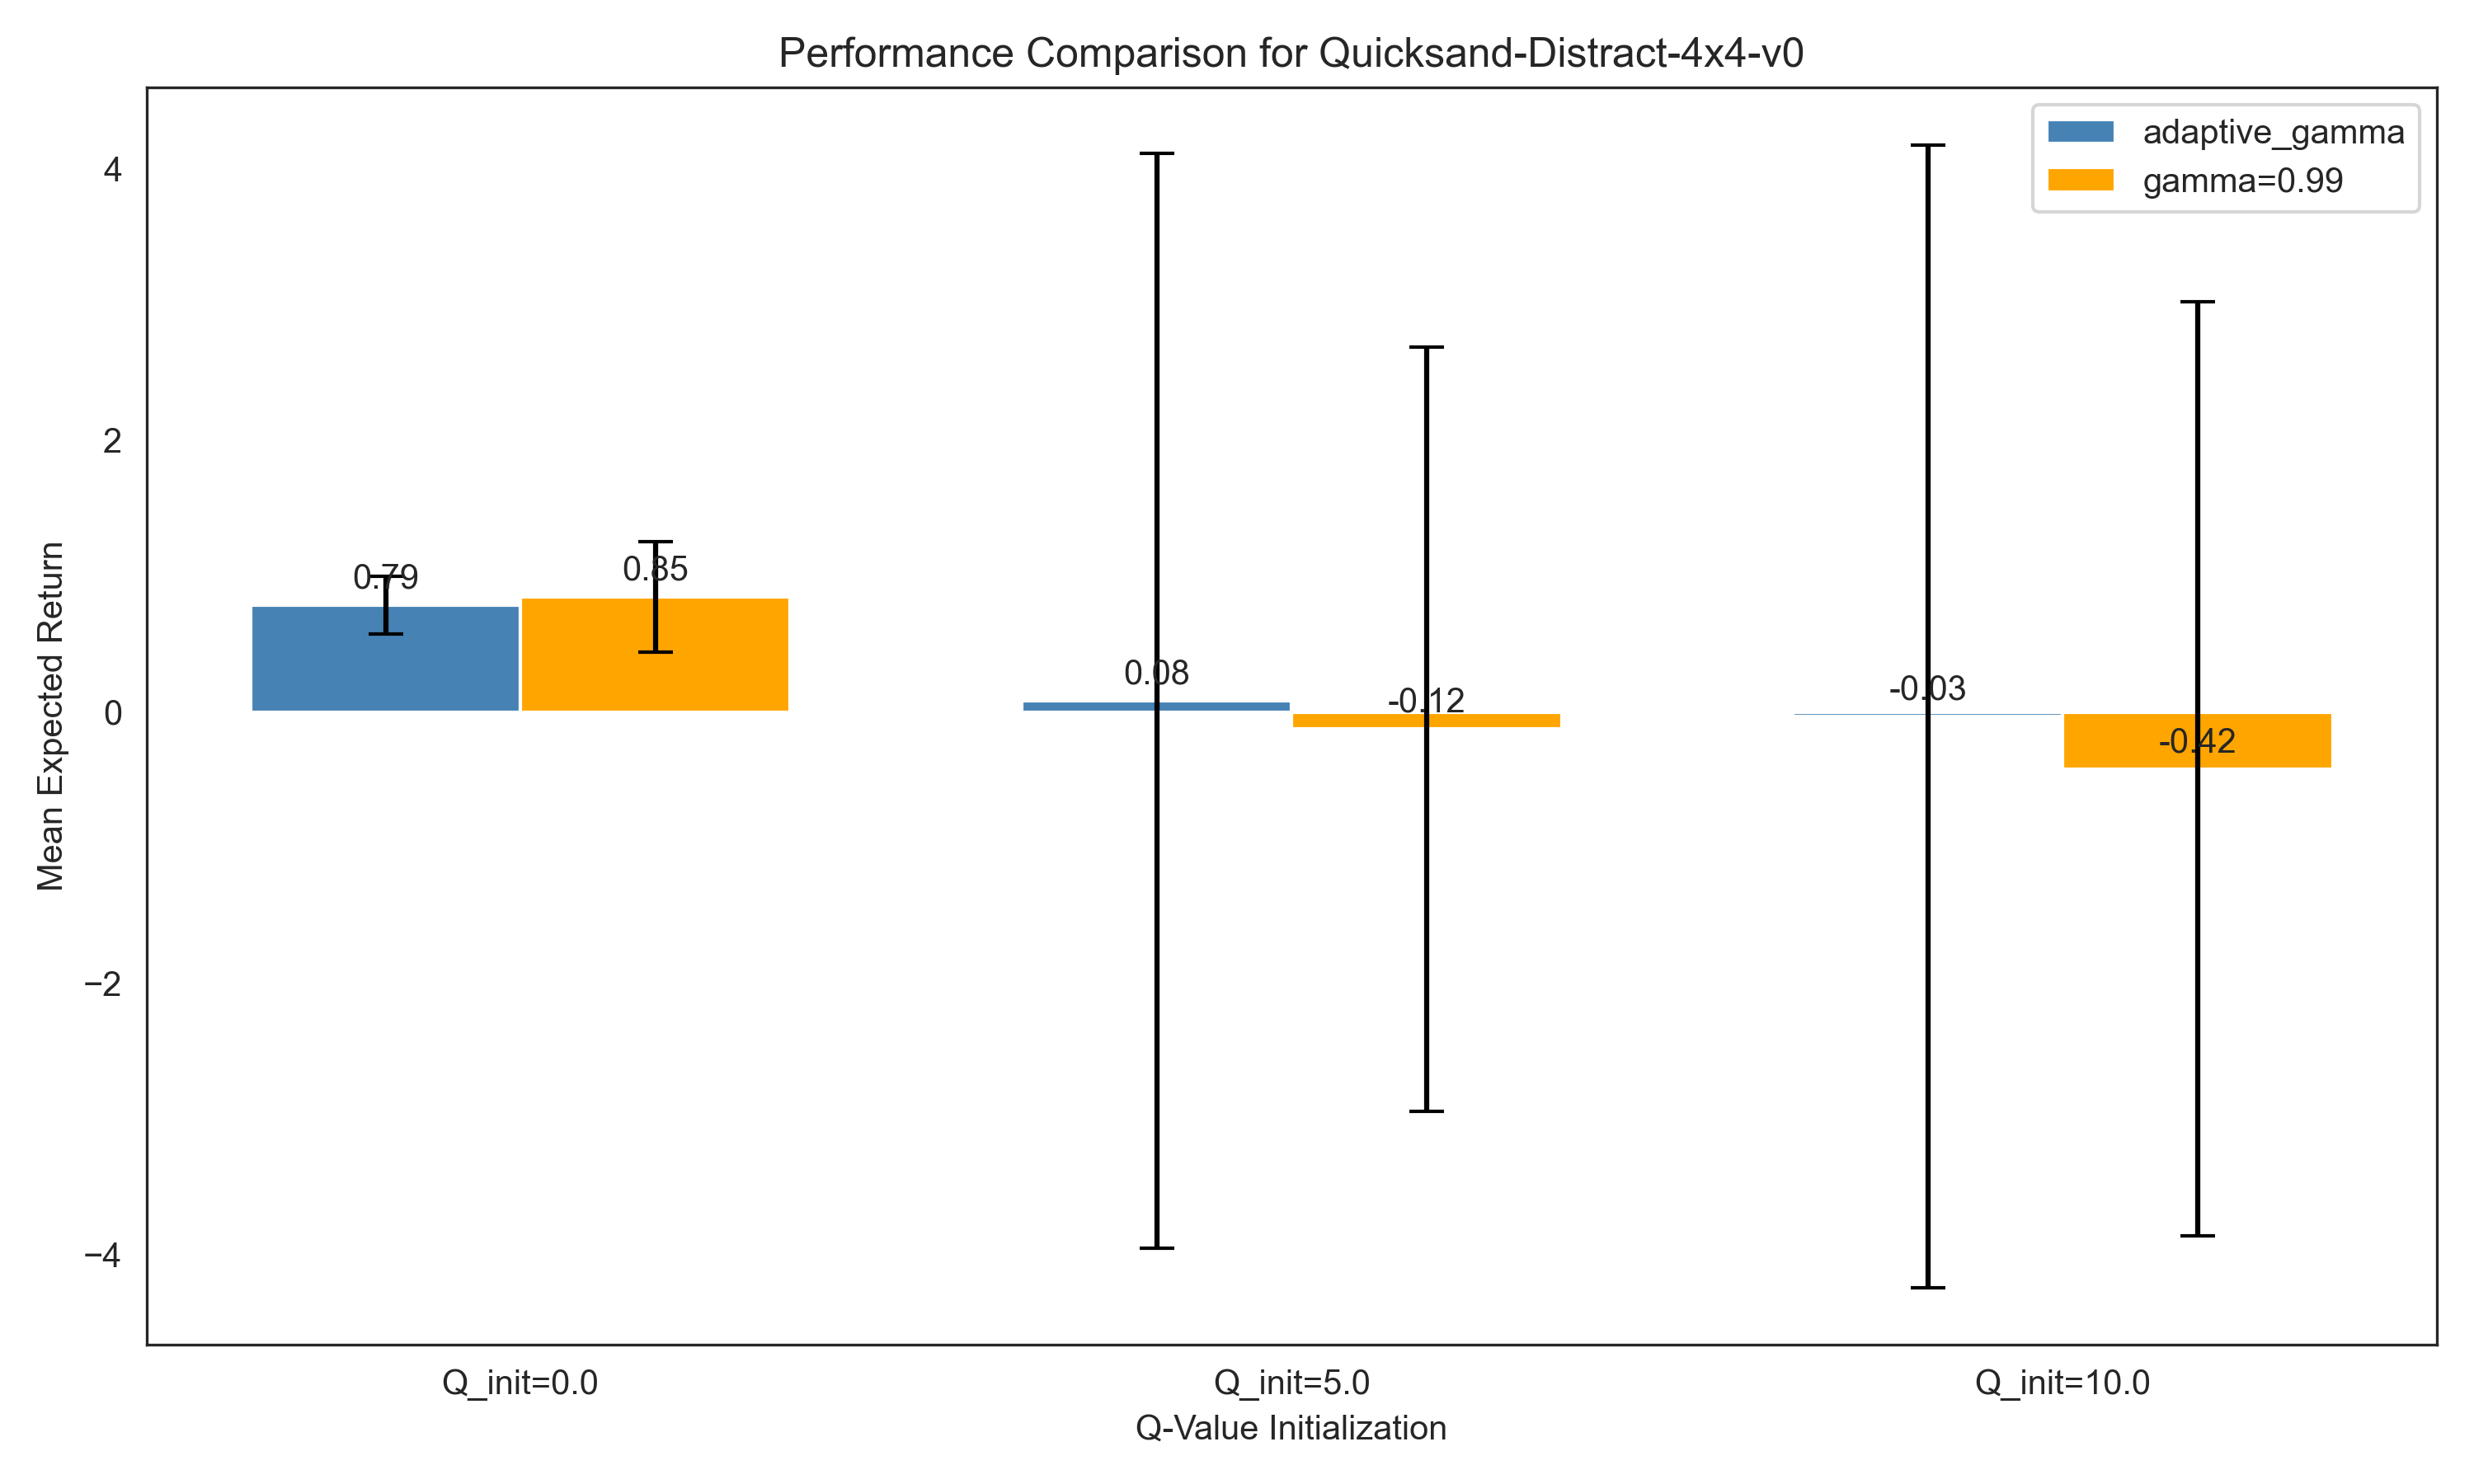 Performance Comparison for Quicksand-Distract-4x4-v0
adaptive_gamma
gamma=0.99
Mean Expected Return
4
2
0
−2
−4
0.79
0.85
0.08
-0.12
-0.03
-0.42
Q_init=0.0
Q_init=5.0
Q_init=10.0
Q-Value Initialization